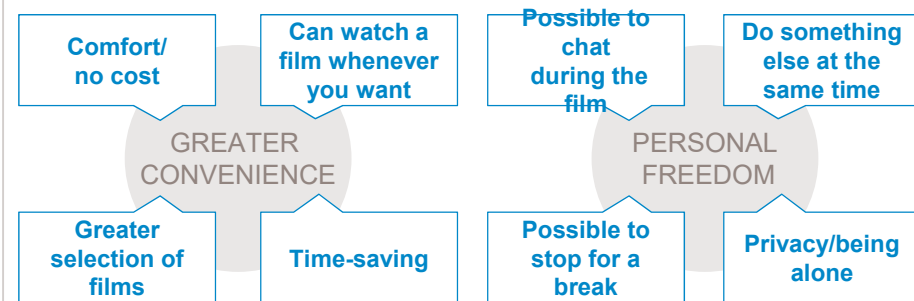 Comfort/
no cost
Can watch a
film whenever
you want
Possible to
chat
during the
film
Do something
else at the
same time
GREATER
CONVENIENCE
PERSONAL
FREEDOM
Greater
selection of
films
Time-saving
Possible to
stop for a
break
Privacy/being
alone